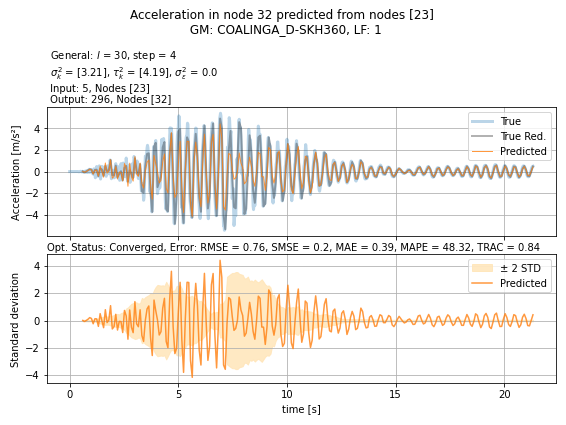 Acceleration in node 32 predicted from nodes [23]
GM: COALINGA_D-SKH360, LF: 1
General: l = 30, step = 4
σ²ₖ = [3.21], τ²ₖ = [4.19], σ²ε = 0.0
Input: 5, Nodes [23]
Output: 296, Nodes [32]
True
True Red.
Predicted
Acceleration [m/s²]
4
2
0
−2
−4
Opt. Status: Converged, Error: RMSE = 0.76, SMSE = 0.2, MAE = 0.39, MAPE = 48.32, TRAC = 0.84
± 2 STD
Predicted
Standard deviation
4
2
0
−2
−4
0 5 10 15 20
time [s]